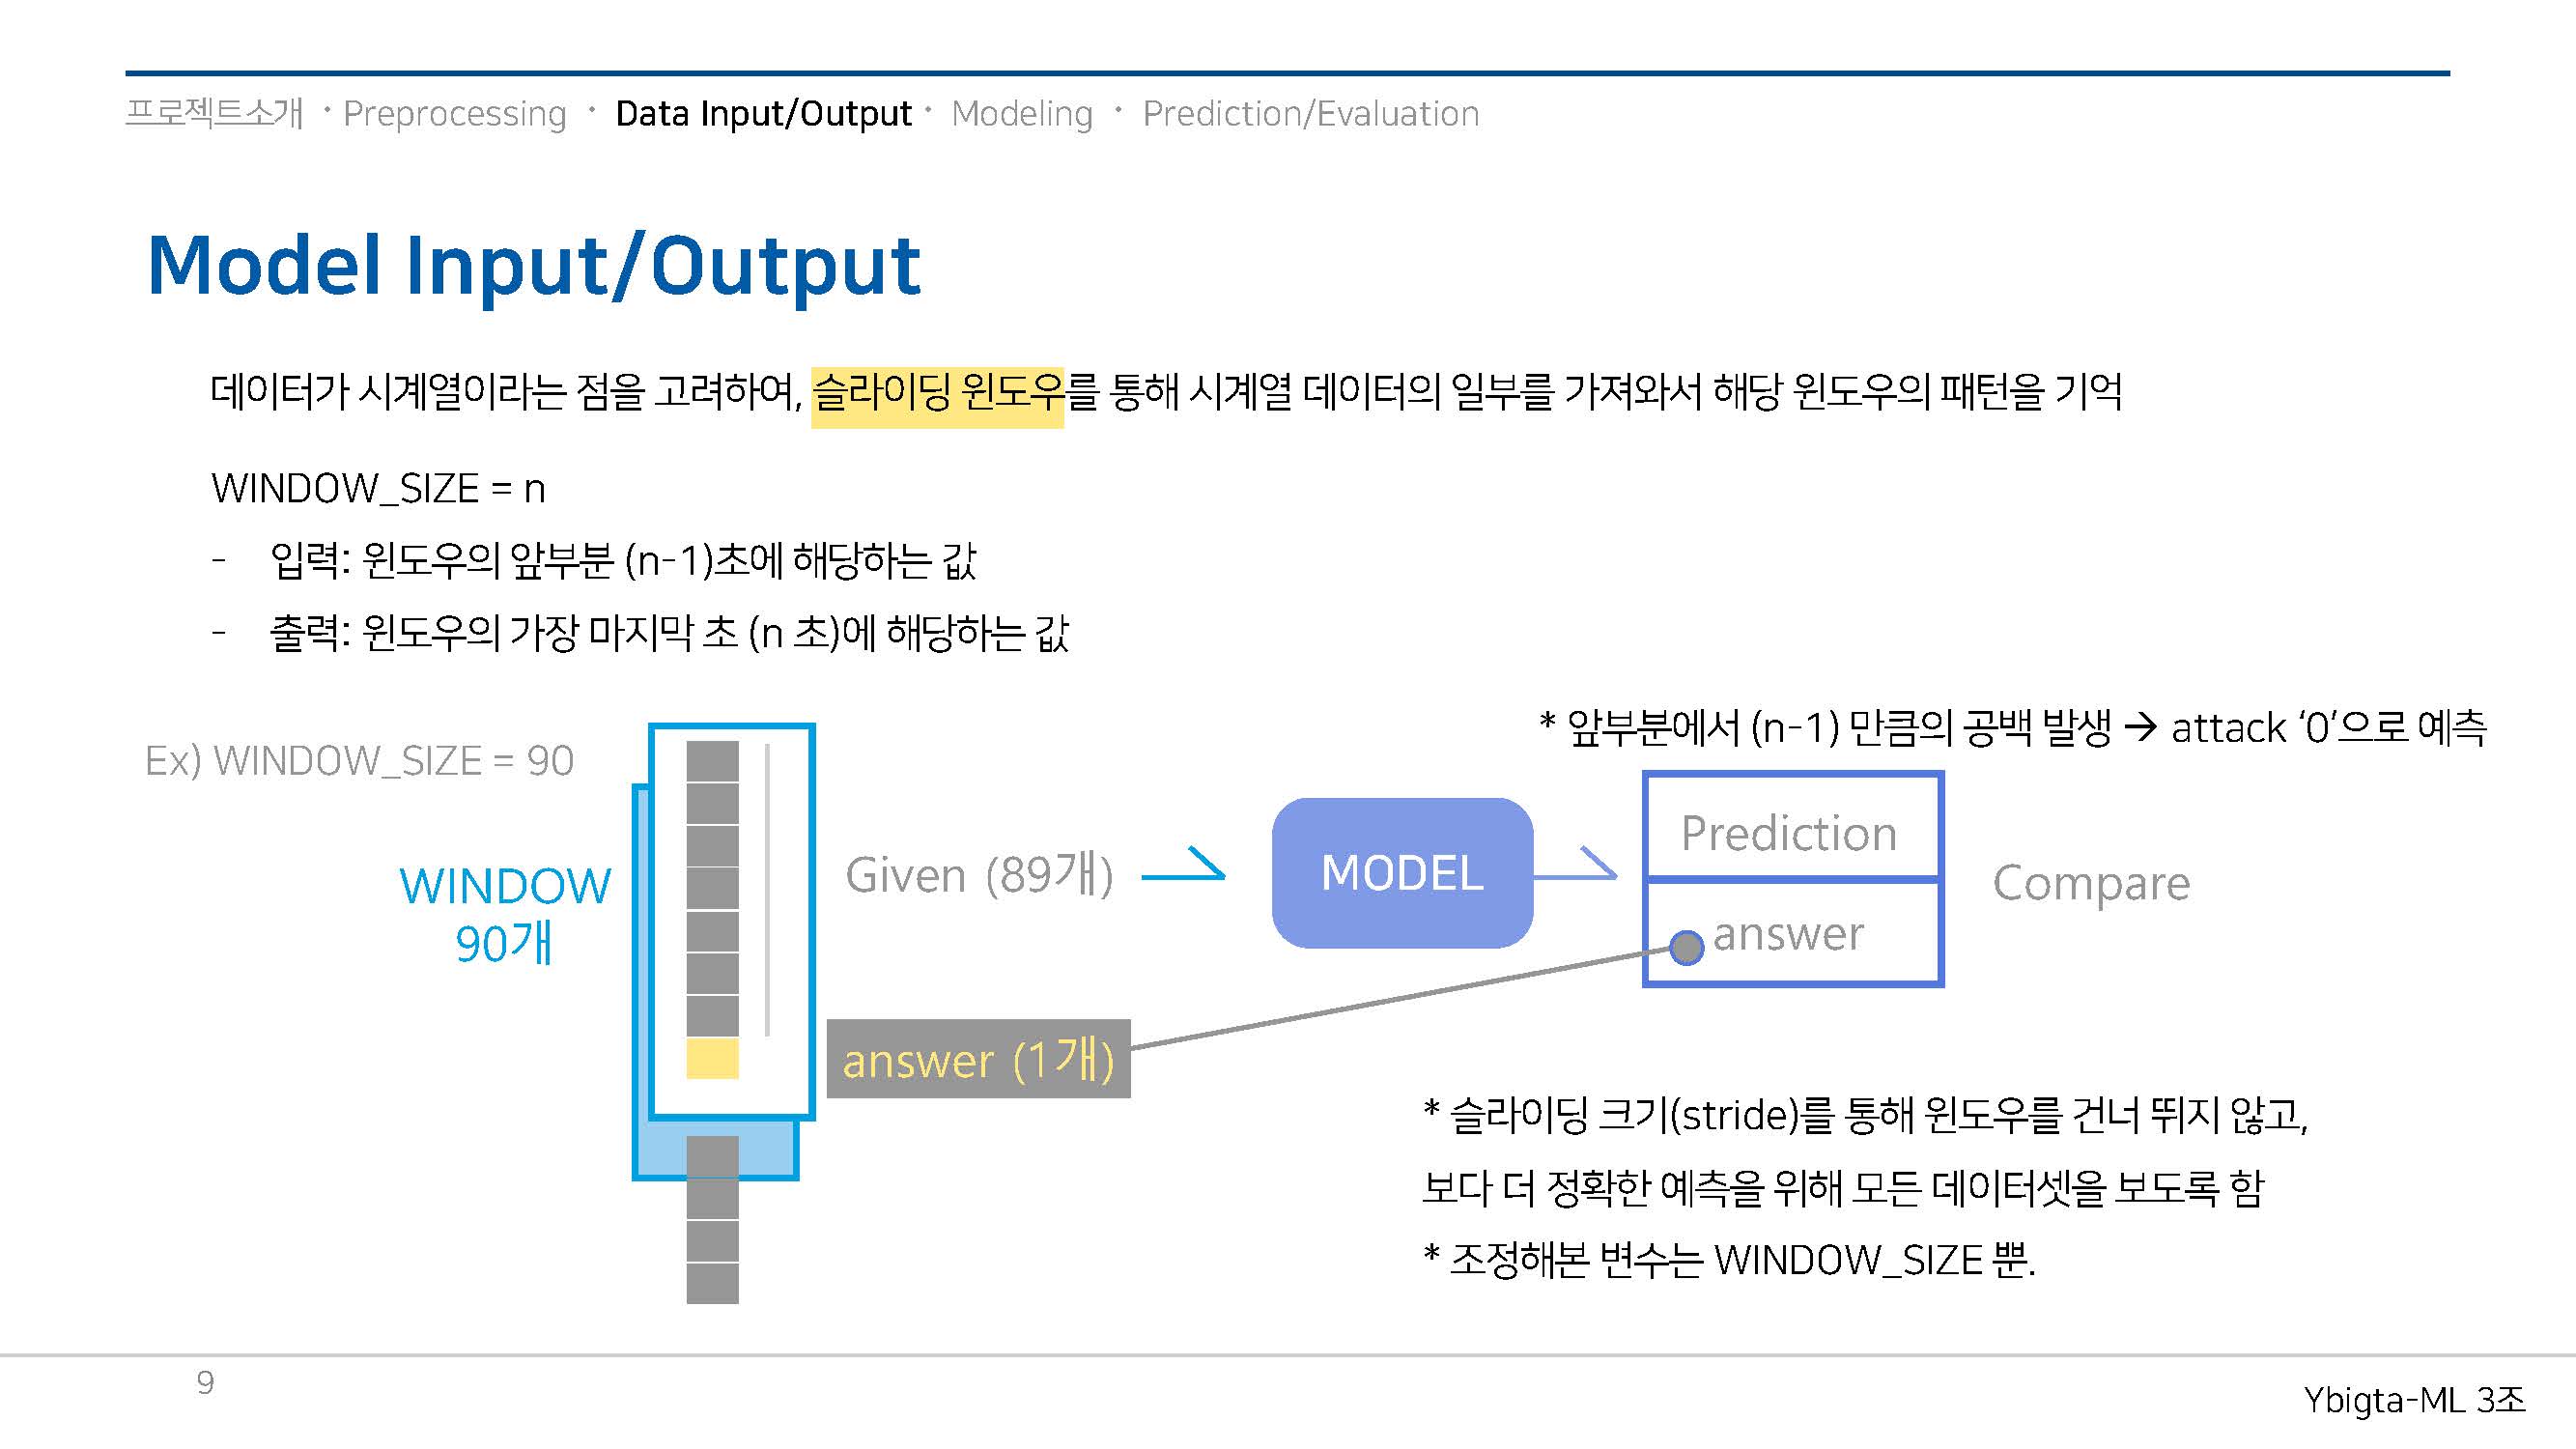 프로젝트소개 · Preprocessing · Data Input/Output · Modeling · Prediction/Evaluation
Model Input/Output
데이터가 시계열이라는 점을 고려하여, 슬라이딩 윈도우를 통해 시계열 데이터의 일부를 가져와서 해당 윈도우의 패턴을 기억
WINDOW_SIZE = n
- 입력: 윈도우의 앞부분 (n-1)초에 해당하는 값
- 출력: 윈도우의 가장 마지막 초 (n 초)에 해당하는 값
* 앞부분에서 (n-1) 만큼의 공백 발생 → attack ‘0’으로 예측
Ex) WINDOW_SIZE = 90
WINDOW
90개
Given (89개)
MODEL
Prediction
answer
Compare
answer (1개)
* 슬라이딩 크기(stride)를 통해 윈도우를 건너 뛰지 않고,
보다 더 정확한 예측을 위해 모든 데이터셋을 보도록 함
* 조정해본 변수는 WINDOW_SIZE 뿐.
9
Ybigta-ML 3조